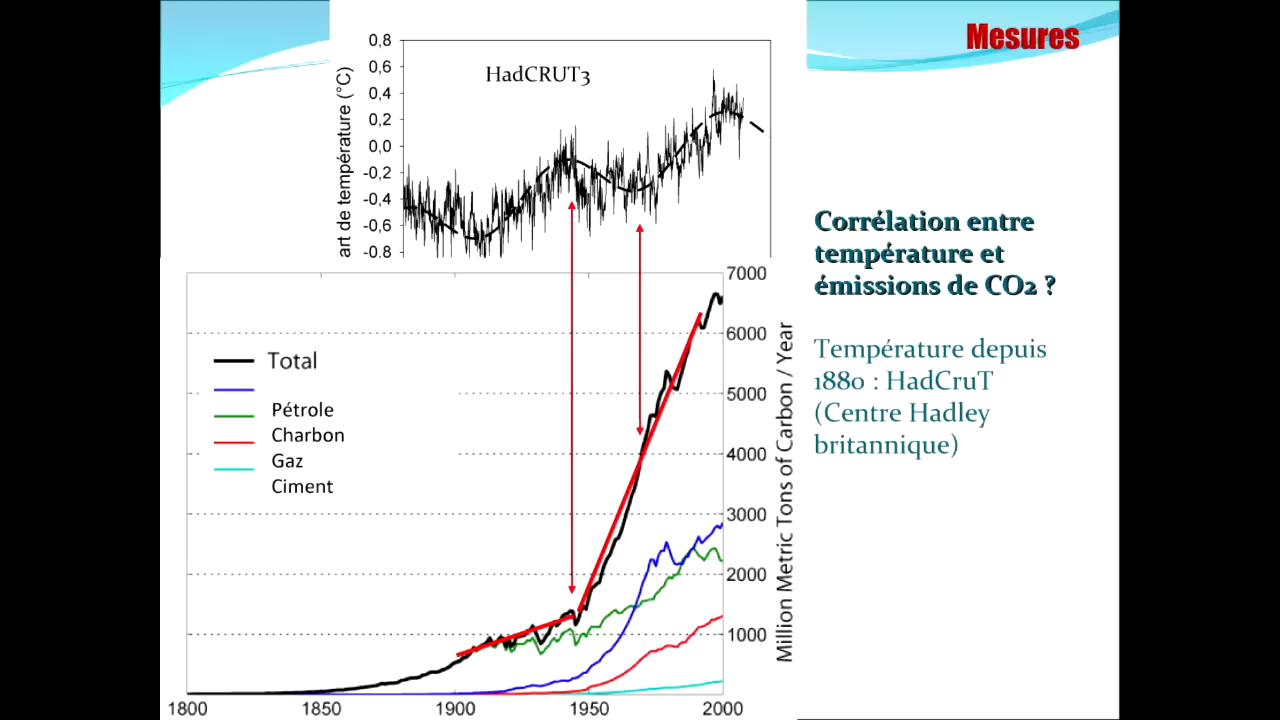 Mesures
HadCRUT3
art de température (°C)
0,8
0,6
0,4
0,2
0,0
-0,2
-0,4
-0,6
-0.8
Corrélation entre
température et
émissions de CO2 ?
Température depuis
1880 : HadCruT
(Centre Hadley
britannique)
Total
Pétrole
Charbon
Gaz
Ciment
7000
6000
5000
4000
3000
2000
1000
Million Metric Tons of Carbon / Year
1800
1850
1900
1950
2000